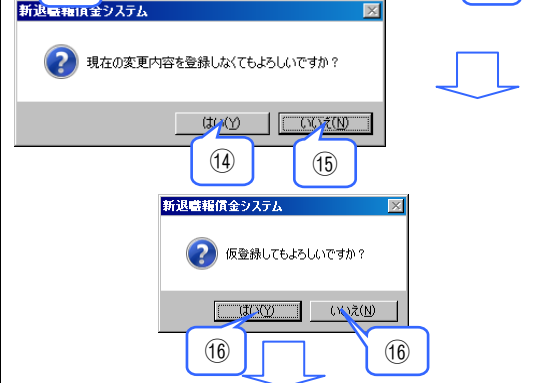 新退職報償金システム
現在の変更内容を登録しなくてもよろしいですか？
はい(Y)
いいえ(N)
⑭
⑮
新退職報償金システム
仮登録してもよろしいですか？
はい(Y)
いいえ(N)
⑯
⑯